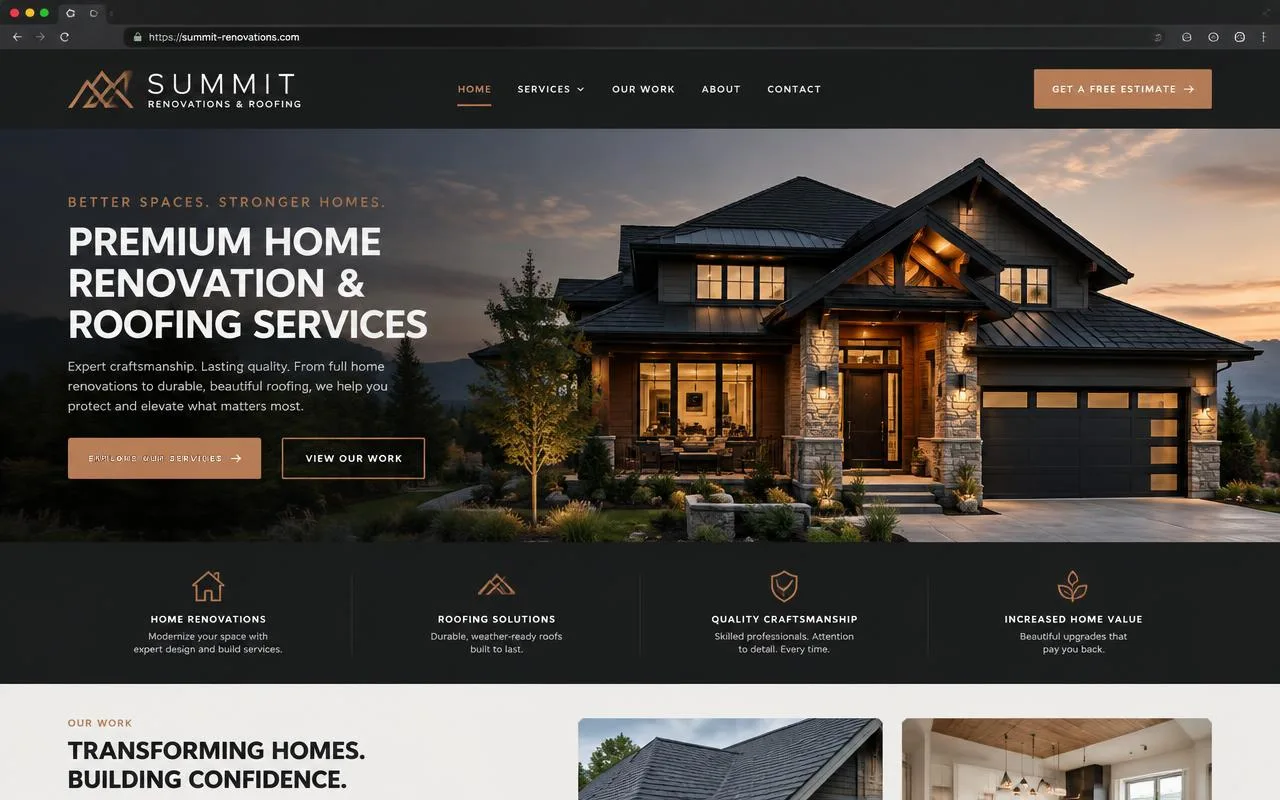 https://summit-renovations.com
SUMMIT
RENOVATIONS & ROOFING
HOME
SERVICES
OUR WORK
ABOUT
CONTACT
GET A FREE ESTIMATE
BETTER SPACES. STRONGER HOMES.
PREMIUM HOME
RENOVATION &
ROOFING SERVICES
Expert craftsmanship. Lasting quality. From full home
renovations to durable, beautiful roofing, we help you
protect and elevate what matters most.
EXPLORE OUR SERVICES
VIEW OUR WORK
HOME RENOVATIONS
Modernize your space with
expert design and build services.
ROOFING SOLUTIONS
Durable, weather-ready roofs
built to last.
QUALITY CRAFTSMANSHIP
Skilled professionals. Attention
to detail. Every time.
INCREASED HOME VALUE
Beautiful upgrades that
pay you back.
OUR WORK
TRANSFORMING HOMES.
BUILDING CONFIDENCE.